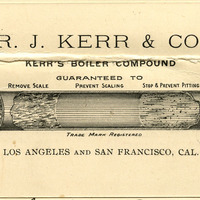 R. J. KERR & CO
KERR'S BOILER COMPOUND
GUARANTEED TO
REMOVE SCALE PREVENT SCALING STOP & PREVENT PITTING
TRADE MARK REGISTERED
LOS ANGELES AND SAN FRANCISCO, CAL.